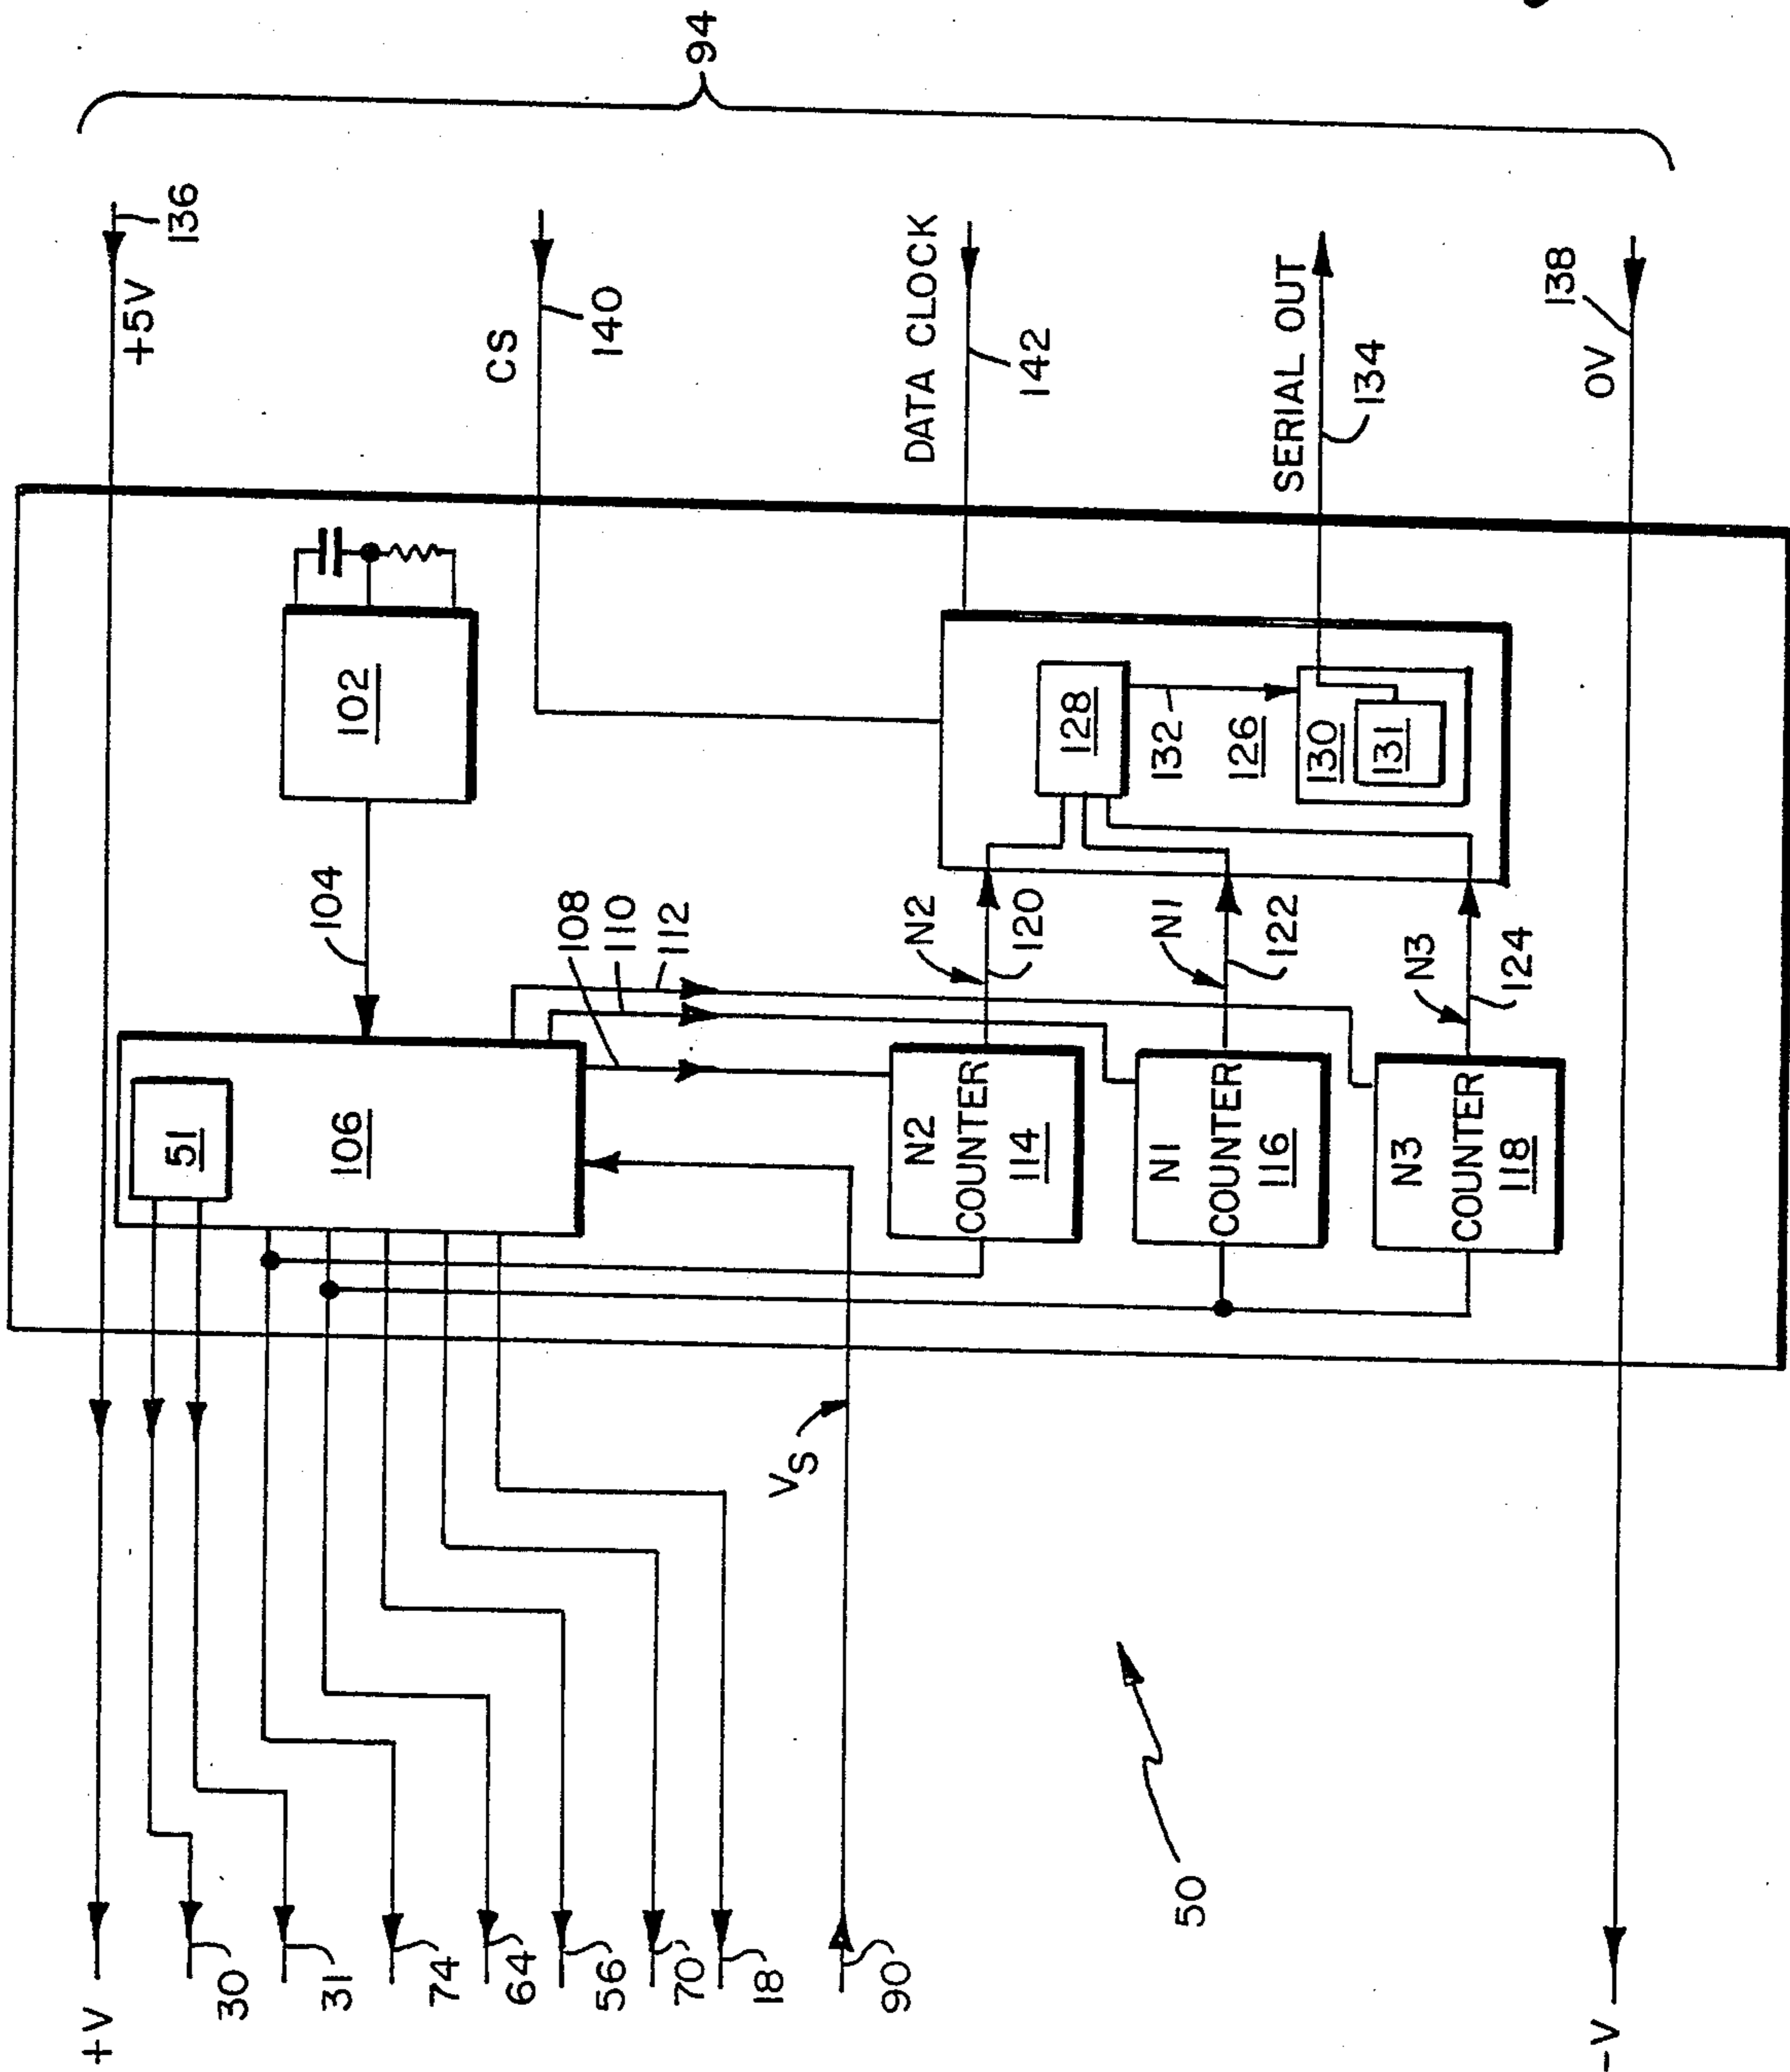 94
+V
+5V
136
30
31
74
64
56
70
18
90
VS
51
106
104
102
CS
140
108
110
112
DATA CLOCK
142
N2
COUNTER
114
N2
120
N1
COUNTER
116
N1
122
N3
COUNTER
118
N3
124
128
132
126
130
131
SERIAL OUT
134
0V
138
-V
50